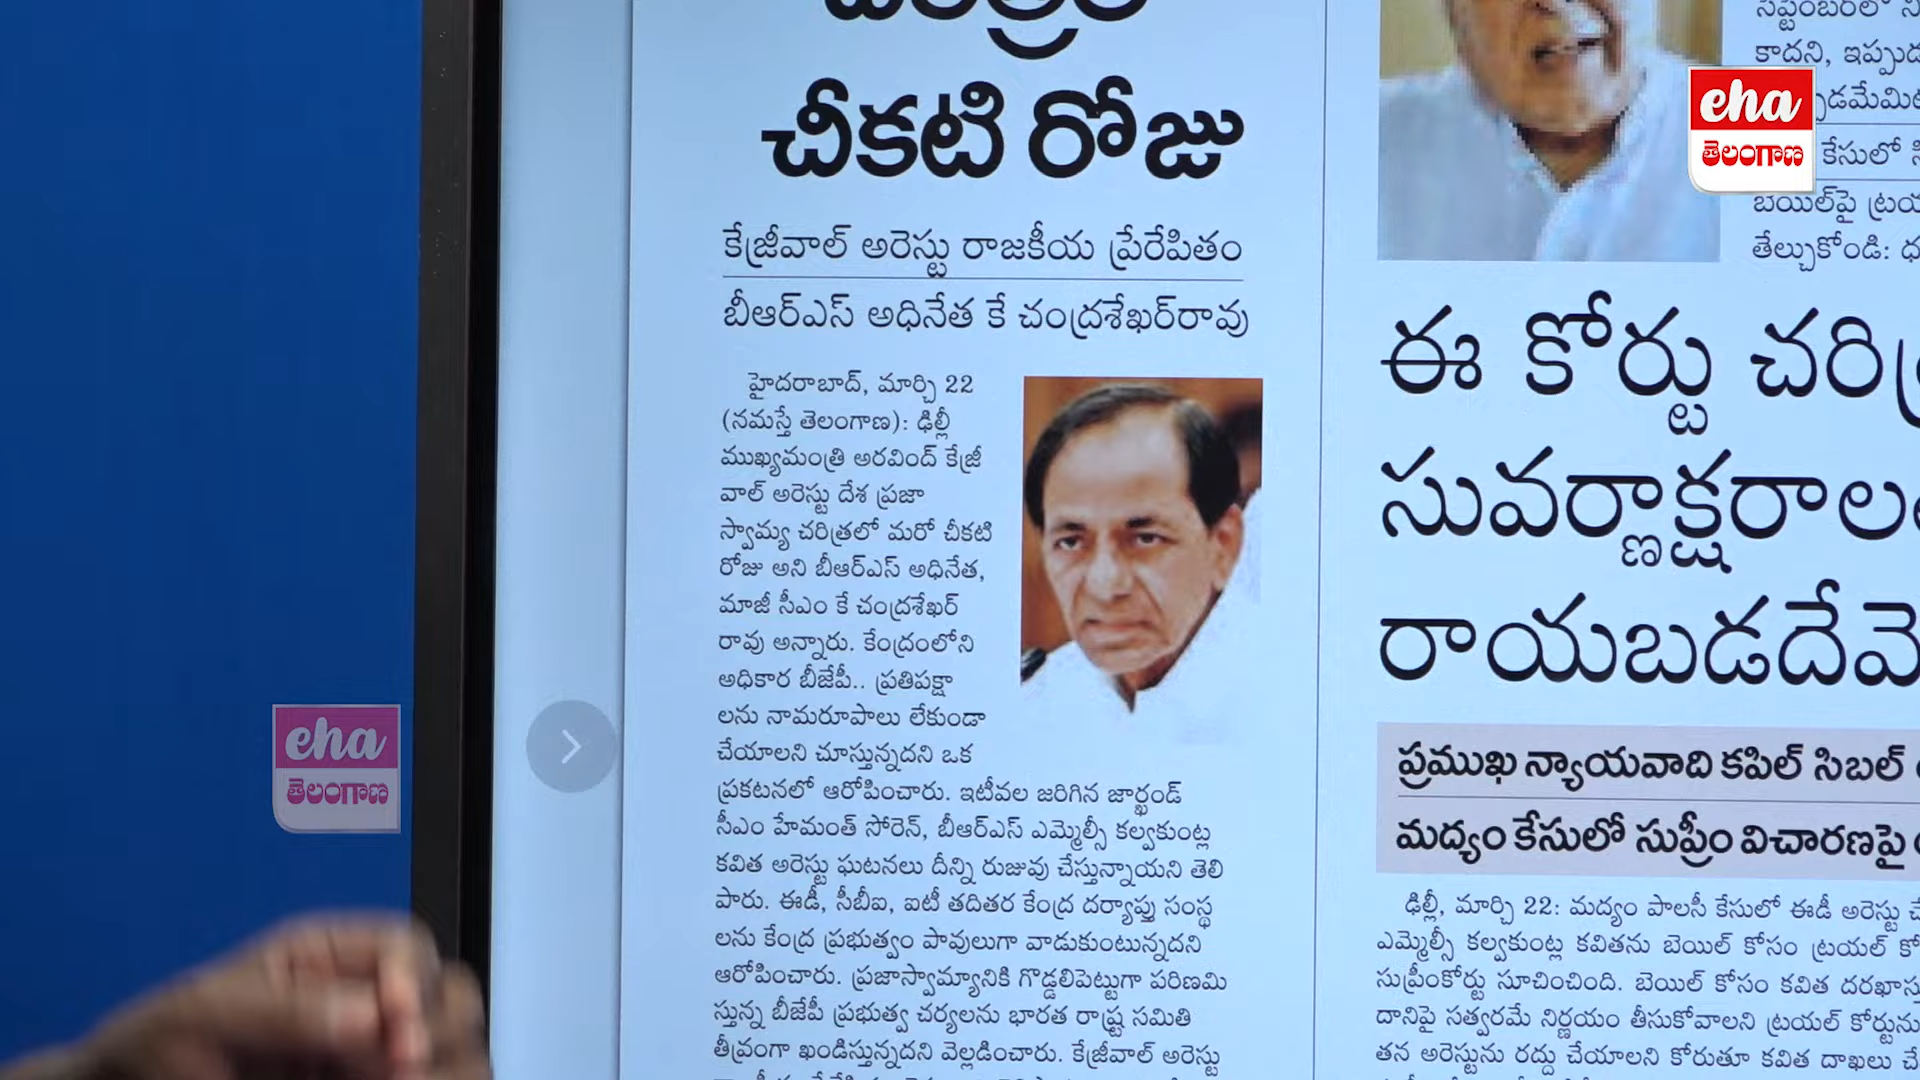 చీకటి రోజు
కేజ్రీవాల్ అరెస్టు రాజకీయ ప్రేరేపితం
బీఆర్ఎస్ అధినేత కే చంద్రశేఖర్‌రావు
హైదరాబాద్, మార్చి 22
(నమస్తే తెలంగాణ): ఢిల్లీ
ముఖ్యమంత్రి అరవింద్ కేజ్రీ
వాల్ అరెస్టు దేశ ప్రజా
స్వామ్య చరిత్రలో మరో చీకటి
రోజు అని బీఆర్ఎస్ అధినేత,
మాజీ సీఎం కే చంద్రశేఖర్
రావు అన్నారు. కేంద్రంలోని
అధికార బీజేపీ.. ప్రతిపక్షా
లను నామరూపాలు లేకుండా
చేయాలని చూస్తున్నదని ఒక
ప్రకటనలో ఆరోపించారు. ఇటీవల జరిగిన జార్ఖండ్
సీఎం హేమంత్ సోరెన్, బీఆర్ఎస్ ఎమ్మెల్సీ కల్వకుంట్ల
కవిత అరెస్టు ఘటనలు దీన్ని రుజువు చేస్తున్నాయని తెలి
పారు. ఈడీ, సీబీఐ, ఐటీ తదితర కేంద్ర దర్యాప్తు సంస్థ
లను కేంద్ర ప్రభుత్వం పావులుగా వాడుకుంటున్నదని
ఆరోపించారు. ప్రజాస్వామ్యానికి గొడ్డలిపెట్టుగా పరిణమి
స్తున్న బీజేపీ ప్రభుత్వ చర్యలను భారత రాష్ట్ర సమితి
తీవ్రంగా ఖండిస్తున్నదని వెల్లడించారు. కేజ్రీవాల్ అరెస్టు
కాదని, ఇప్పుడ
eha
తెలంగాణ
కేసులో
బెయిల్‌పై
తేల్చుకోండి:
ఈ కోర్టు
సువర్ణాక్షరాల
రాయబడదేమె
ప్రముఖ న్యాయవాది కపిల్ సిబల్
మద్యం కేసులో సుప్రీం విచారణపై
ఢిల్లీ, మార్చి 22: మద్యం పాలసీ కేసులో ఈడీ అరెస్టు
ఎమ్మెల్సీ కల్వకుంట్ల కవితను బెయిల్ కోసం ట్రయల్
సుప్రీంకోర్టు సూచించింది. బెయిల్ కోసం కవిత
దానిపై సత్వరమే నిర్ణయం తీసుకోవాలని ట్రయల్ కోర్టును
తన అరెస్టును రద్దు చేయాలని కోరుతూ కవిత దాఖలు
eha
తెలంగాణ